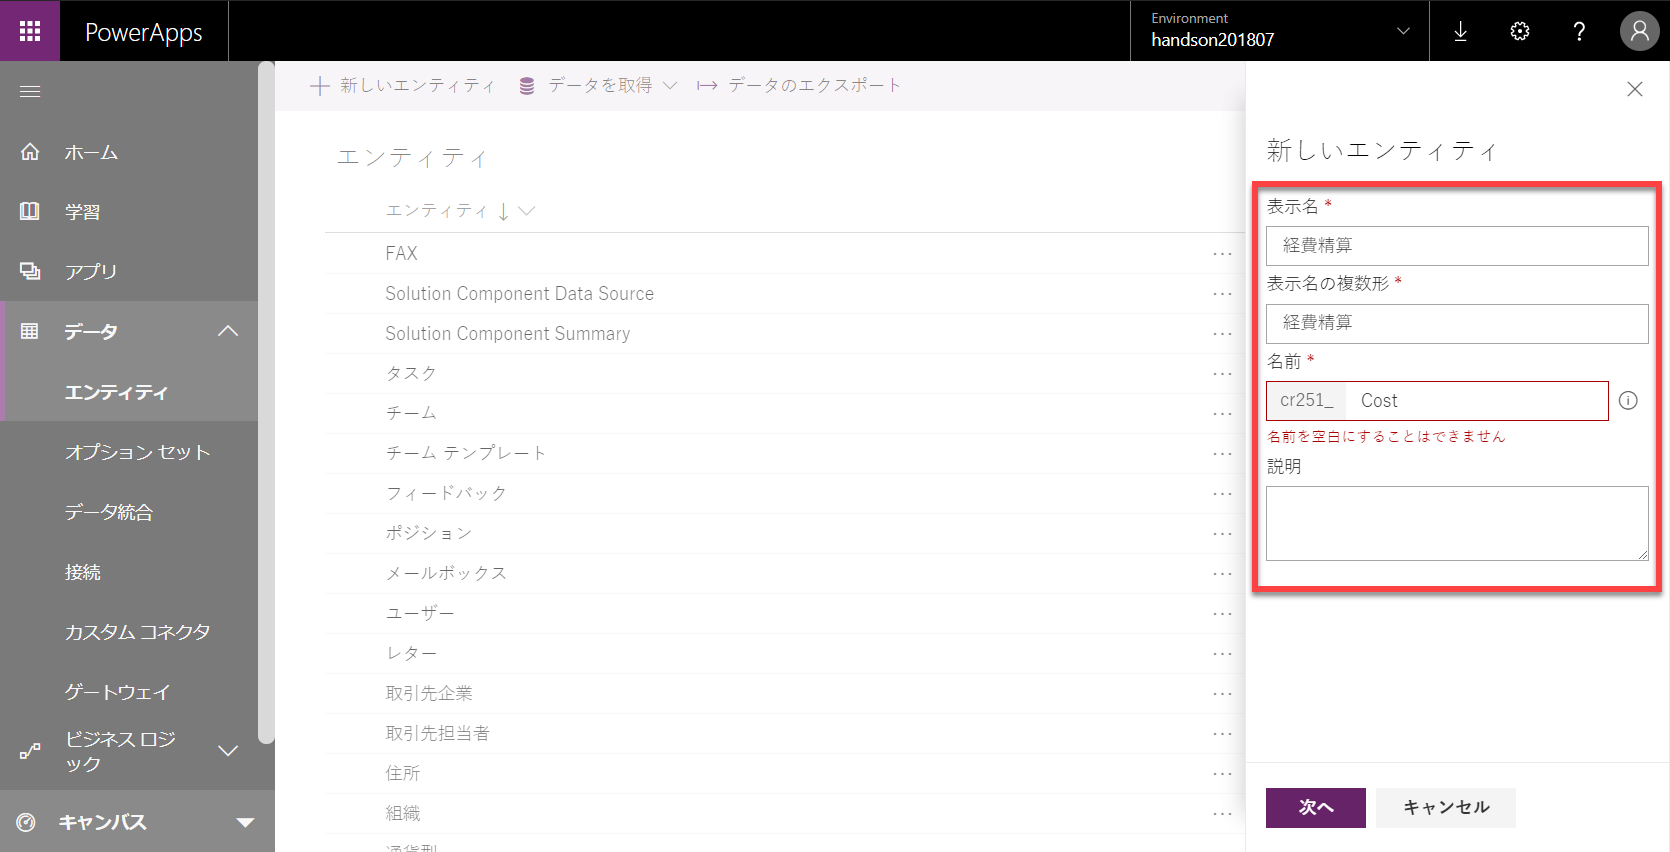 PowerApps
Environment
handson201807
?
新しいエンティティ
データを取得
データのエクスポート
ホーム
学習
アプリ
データ
エンティティ
オプション セット
データ統合
接続
カスタム コネクタ
ゲートウェイ
ビジネス ロジ
ック
キャンバス
エンティティ
エンティティ ↓
FAX ...
Solution Component Data Source ...
Solution Component Summary ...
タスク ...
チーム ...
チーム テンプレート ...
フィードバック ...
ポジション ...
メールボックス ...
ユーザー ...
レター ...
取引先企業 ...
取引先担当者 ...
住所 ...
組織 ...
通貨型
新しいエンティティ
表示名 *
経費精算
表示名の複数形 *
経費精算
名前 *
cr251_ Cost
名前を空白にすることはできません
説明
次へ
キャンセル